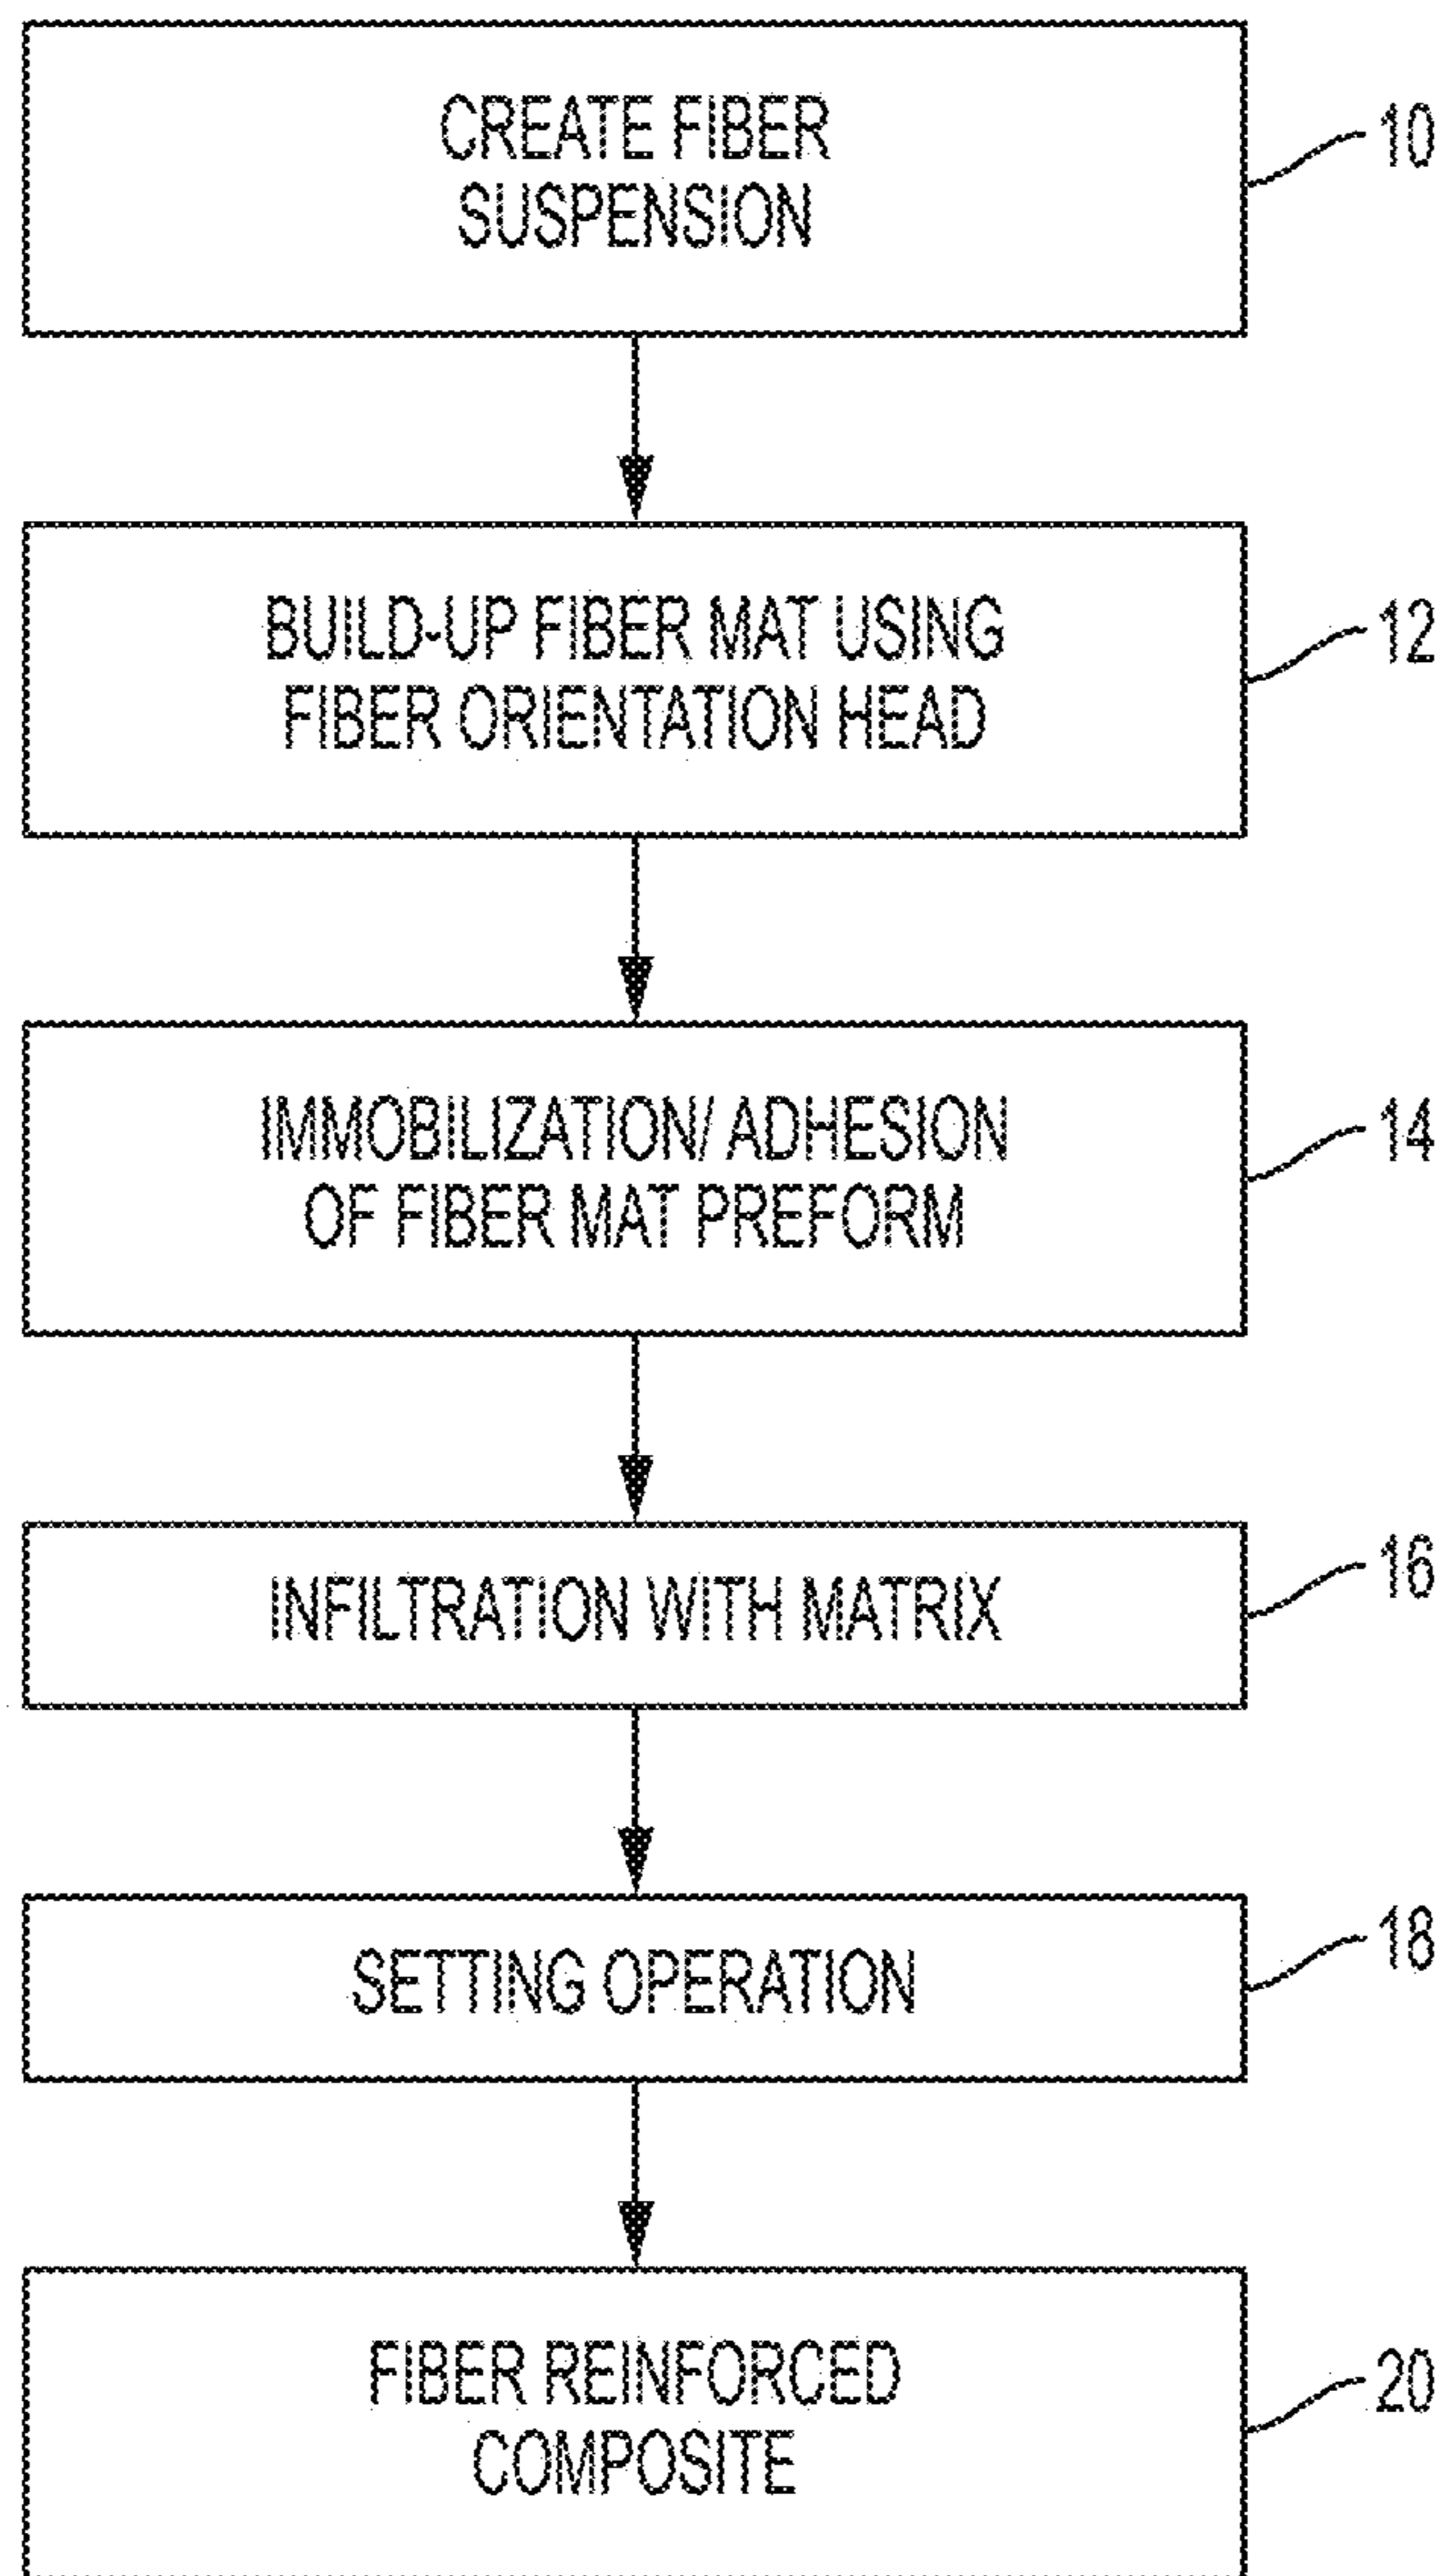 CREATE FIBER
SUSPENSION
10
BUILD-UP FIBER MAT USING
FIBER ORIENTATION HEAD
12
IMMOBILIZATION/ ADHESION
OF FIBER MAT PREFORM
14
INFILTRATION WITH MATRIX
16
SETTING OPERATION
18
FIBER REINFORCED
COMPOSITE
20